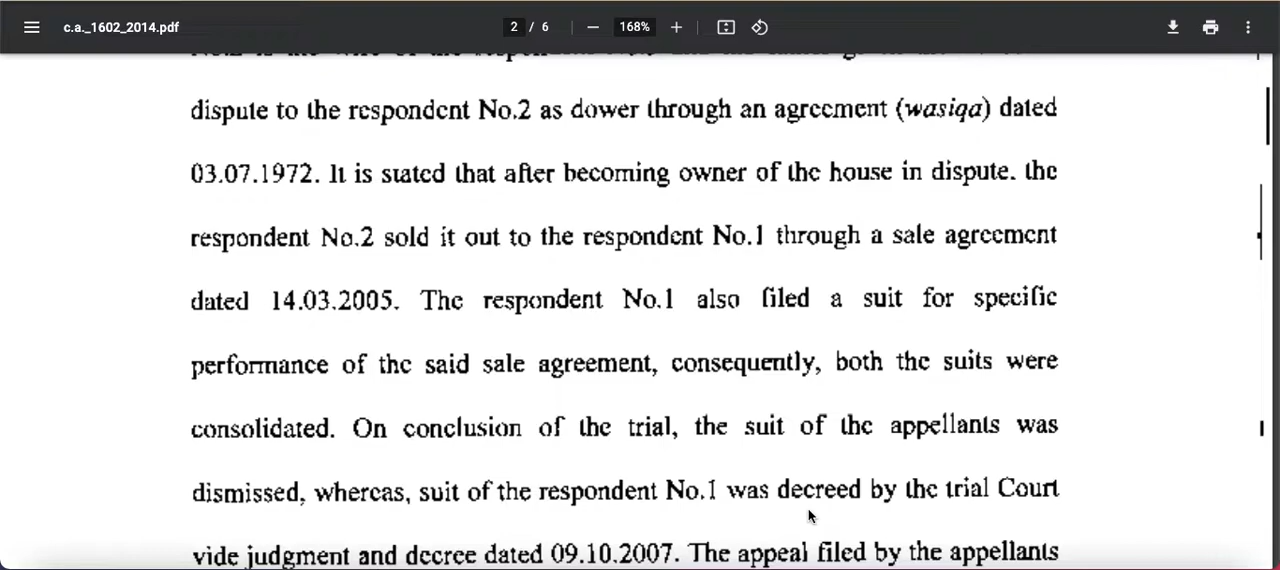 c.a._1602_2014.pdf
2 / 6
168%
dispute to the respondent No.2 as dower through an agreement (wasiqa) dated
03.07.1972. It is stated that after becoming owner of the house in dispute. the
respondent No.2 sold it out to the respondent No.1 through a sale agreement
dated 14.03.2005. The respondent No.1 also filed a suit for specific
performance of the said sale agreement, consequently, both the suits were
consolidated. On conclusion of the trial, the suit of the appellants was
dismissed, whereas, suit of the respondent No.1 was decreed by the trial Court
vide judgment and decree dated 09.10.2007. The appeal filed by the appellants